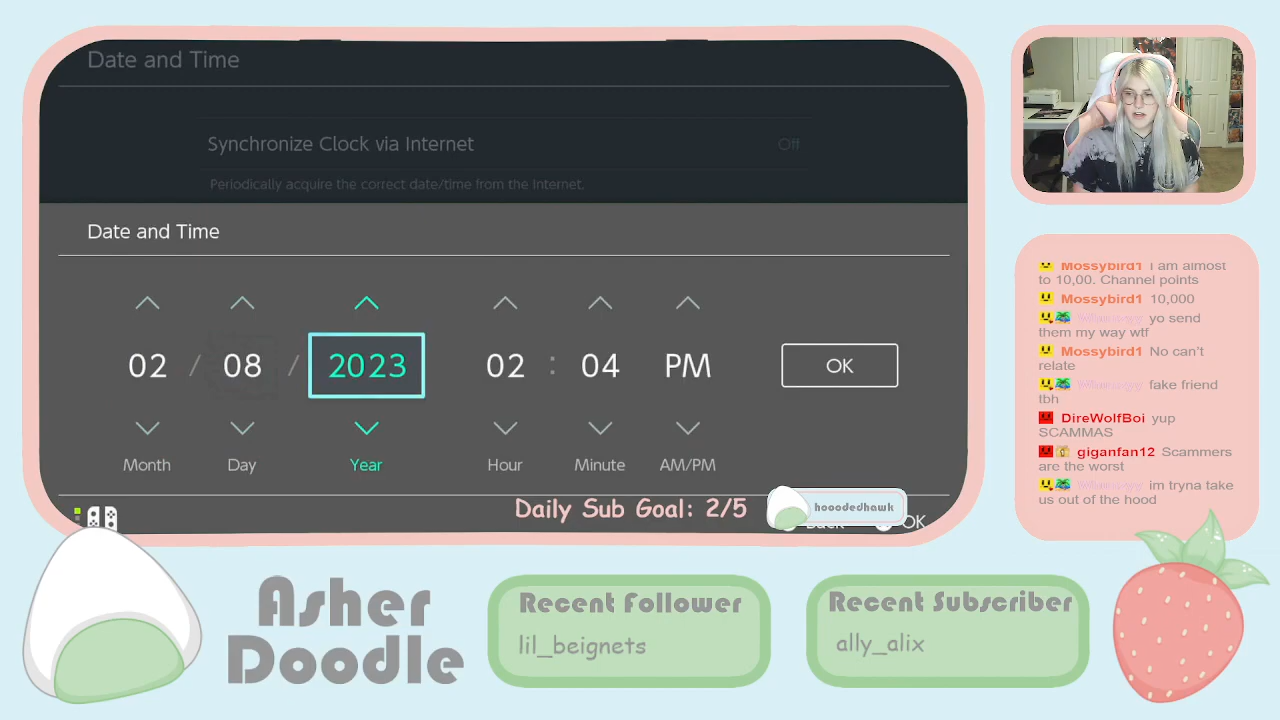 Date and Time
Synchronize Clock via Internet Off
Periodically acquire the correct date/time from the Internet.
Date and Time
02 / 08 / 2023 02 : 04 PM OK
Month Day Year Hour Minute AM/PM
Daily Sub Goal: 2/5
hooodedhawk
Back OK
Mossybird1 I am almost
to 10,00. Channel points
Mossybird1 10,000
yo send
them my way wtf
Mossybird1 No can't
relate
fake friend
tbh
DireWolfBoi yup
SCAMMAS
giganfan12 Scammers
are the worst
im tryna take
us out of the hood
Asher
Doodle
Recent Follower
lil_beignets
Recent Subscriber
ally_alix